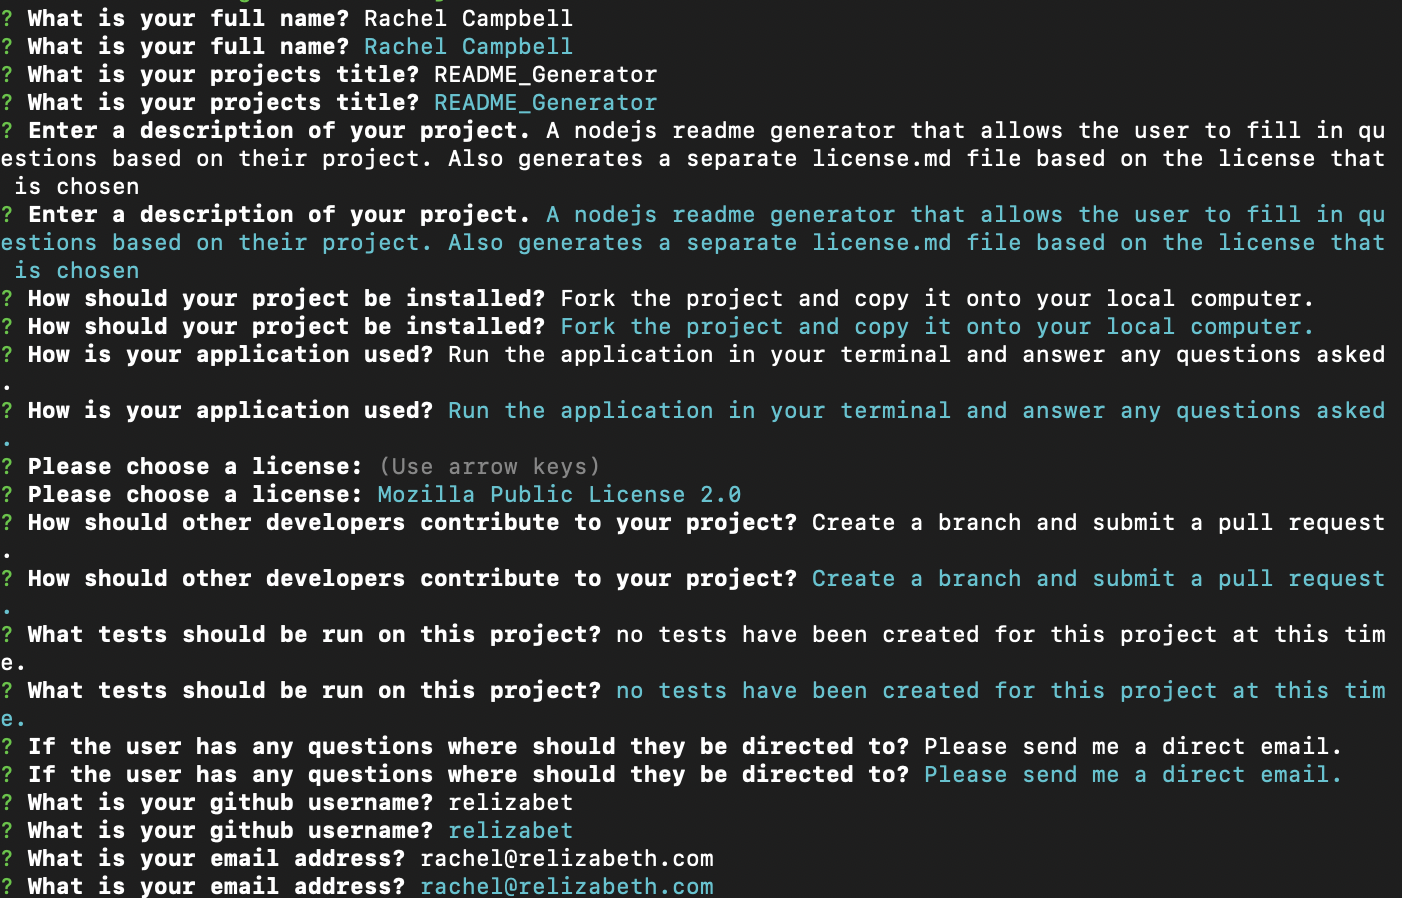 ? What is your full name? Rachel Campbell
? What is your full name? Rachel Campbell
? What is your projects title? README_Generator
? What is your projects title? README_Generator
? Enter a description of your project. A nodejs readme generator that allows the user to fill in qu
estions based on their project. Also generates a separate license.md file based on the license that
is chosen
? Enter a description of your project. A nodejs readme generator that allows the user to fill in qu
estions based on their project. Also generates a separate license.md file based on the license that
is chosen
? How should your project be installed? Fork the project and copy it onto your local computer.
? How should your project be installed? Fork the project and copy it onto your local computer.
? How is your application used? Run the application in your terminal and answer any questions asked
.
? How is your application used? Run the application in your terminal and answer any questions asked
.
? Please choose a license: (Use arrow keys)
? Please choose a license: Mozilla Public License 2.0
? How should other developers contribute to your project? Create a branch and submit a pull request
.
? How should other developers contribute to your project? Create a branch and submit a pull request
.
? What tests should be run on this project? no tests have been created for this project at this tim
e.
? What tests should be run on this project? no tests have been created for this project at this tim
e.
? If the user has any questions where should they be directed to? Please send me a direct email.
? If the user has any questions where should they be directed to? Please send me a direct email.
? What is your github username? relizabet
? What is your github username? relizabet
? What is your email address? rachel@relizabeth.com
? What is your email address? rachel@relizabeth.com